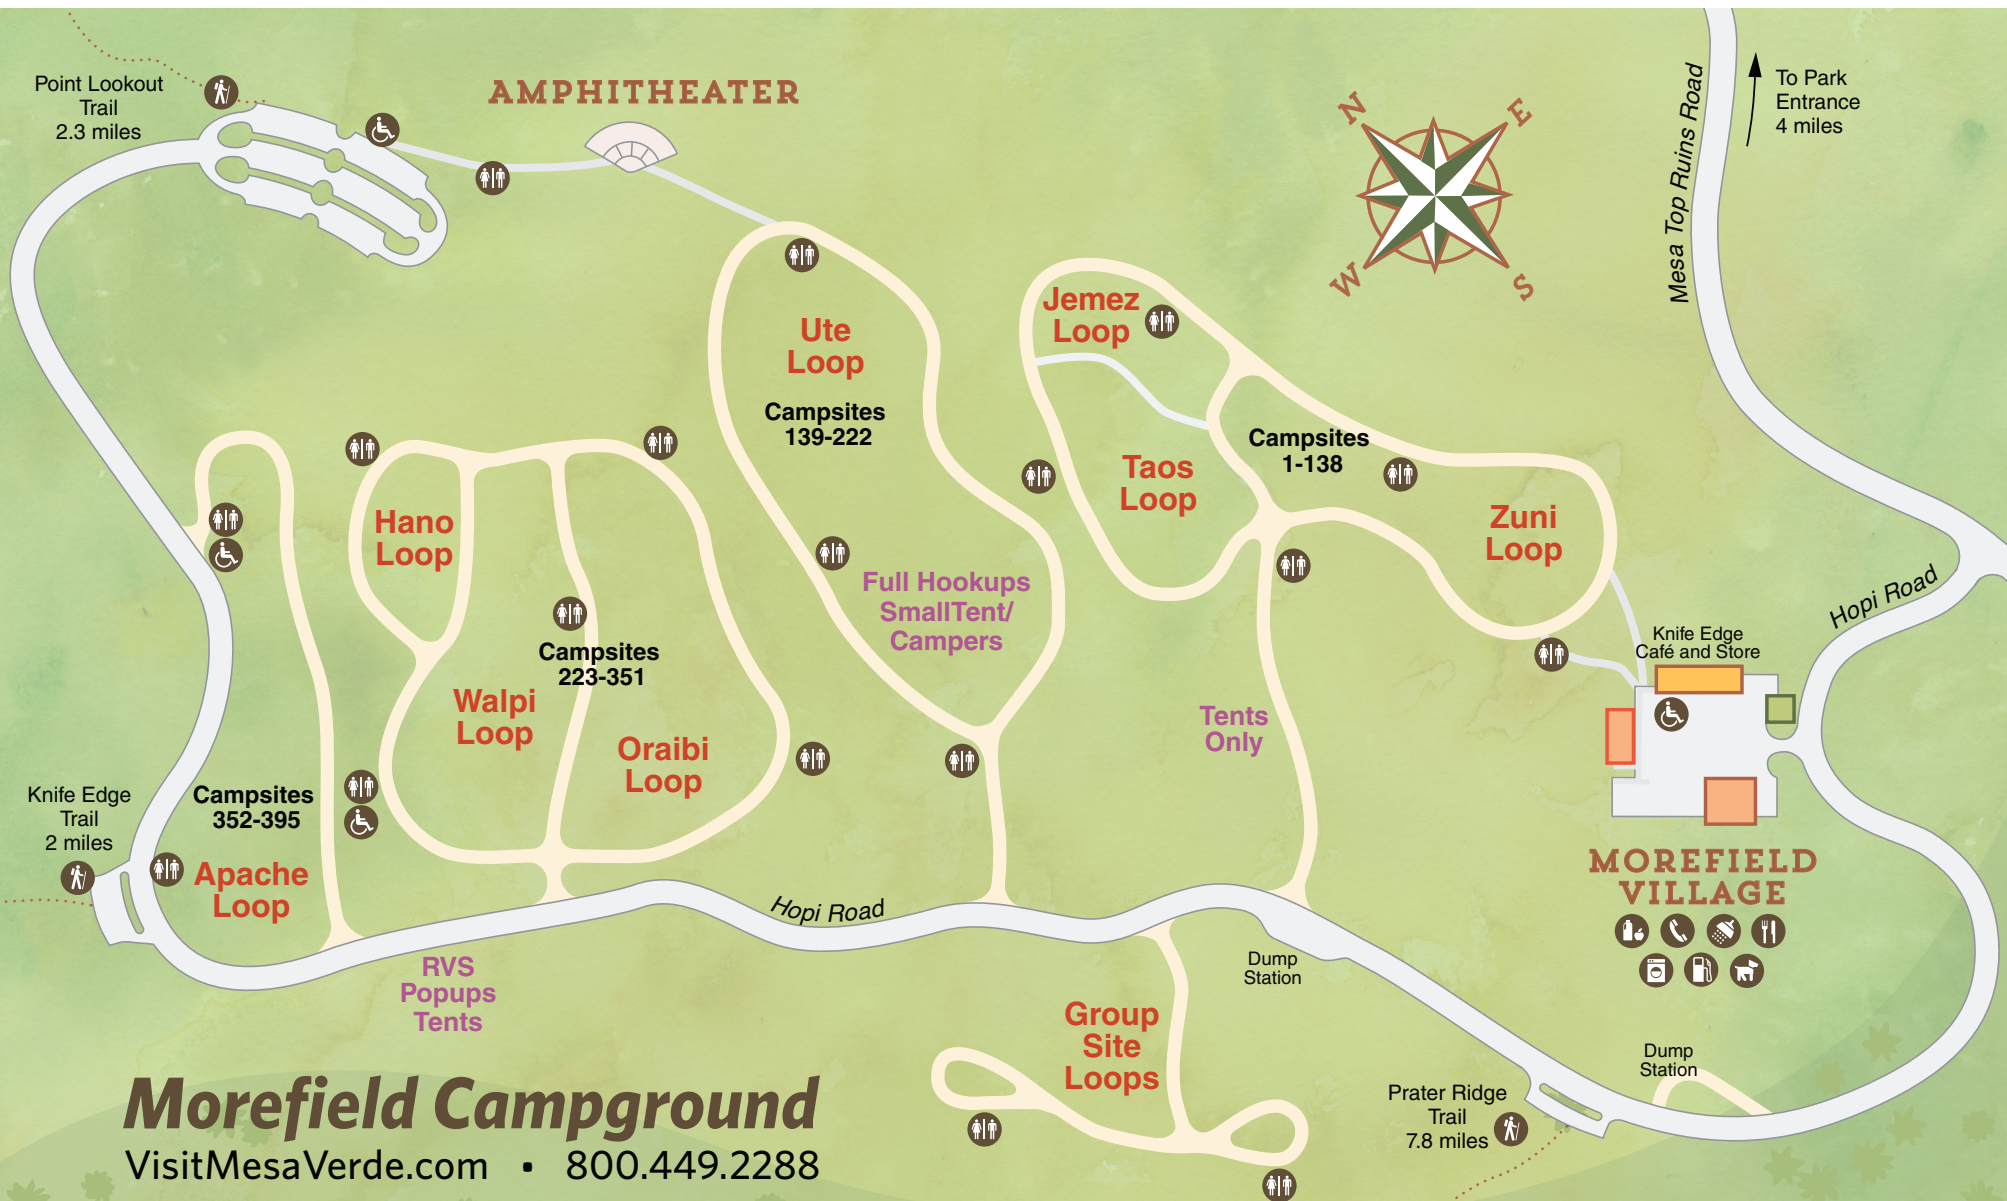 Point Lookout
Trail
2.3 miles
AMPHITHEATER
N
E
W
S
Mesa Top Ruins Road
To Park
Entrance
4 miles
Ute
Loop
Campsites
139-222
Full Hookups
SmallTent/
Campers
Jemez
Loop
Taos
Loop
Campsites
1-138
Zuni
Loop
Tents
Only
Hano
Loop
Campsites
223-351
Walpi
Loop
Oraibi
Loop
Knife Edge
Trail
2 miles
Campsites
352-395
Apache
Loop
Hopi Road
Knife Edge
Café and Store
Hopi Road
MOREFIELD
VILLAGE
RVS
Popups
Tents
Dump
Station
Group
Site
Loops
Dump
Station
Prater Ridge
Trail
7.8 miles
Morefield Campground
VisitMesaVerde.com • 800.449.2288